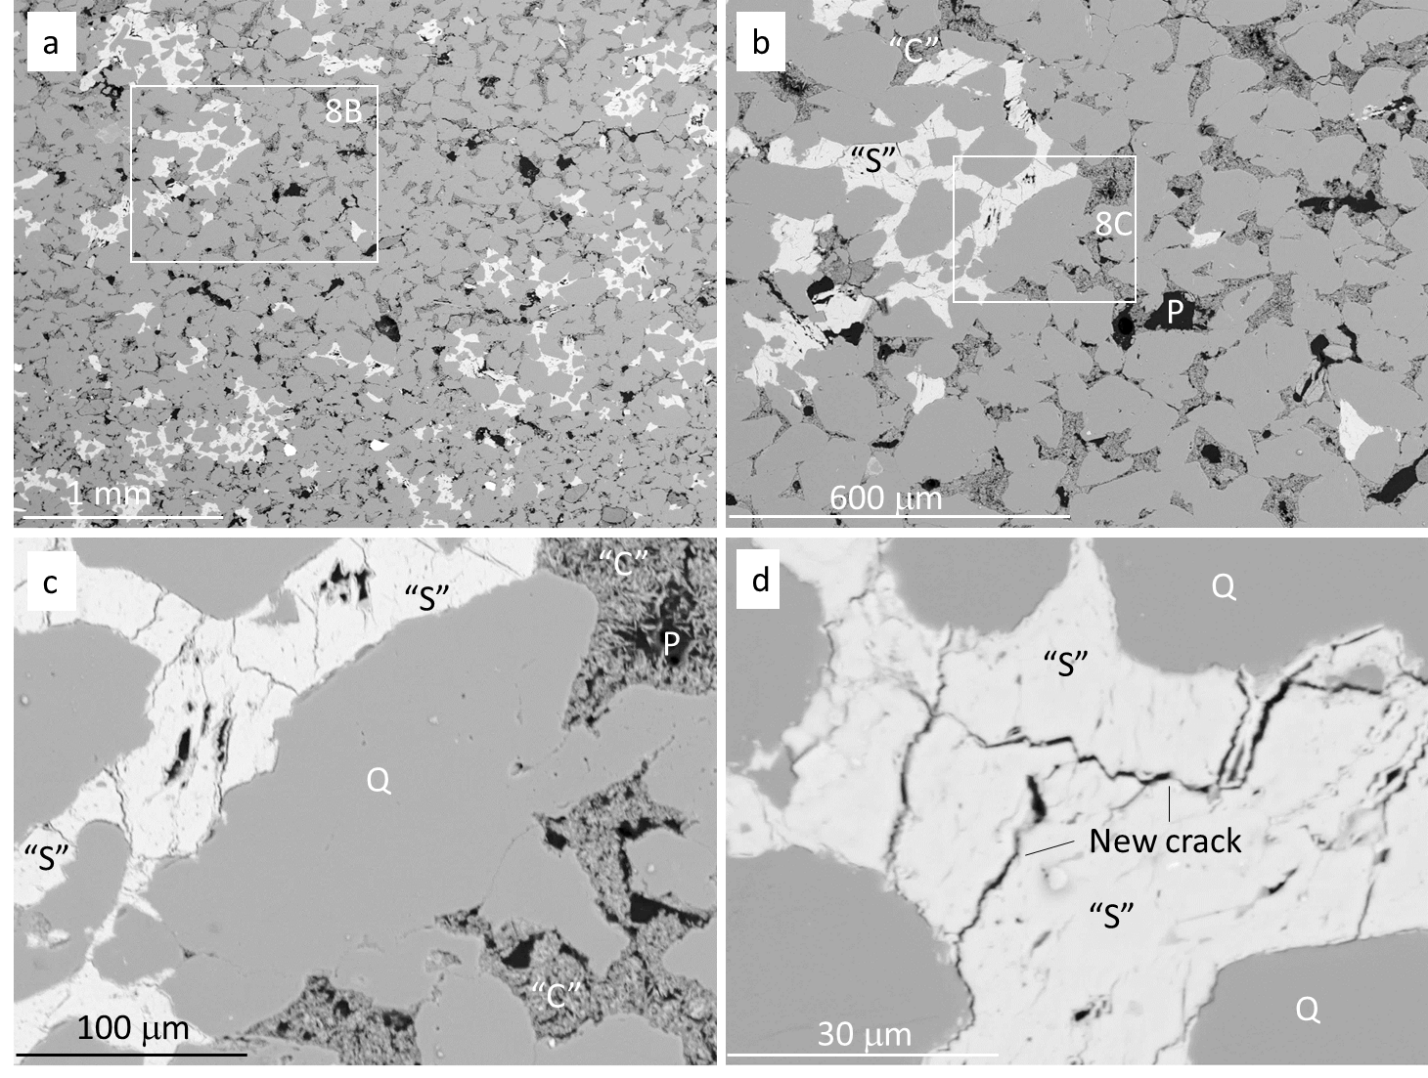 a
8B
1 mm
b
“C”
“S”
8C
P
600 µm
c
“C”
“S”
P
Q
“S”
“C”
100 µm
d
Q
“S”
New crack
“S”
Q
30 µm